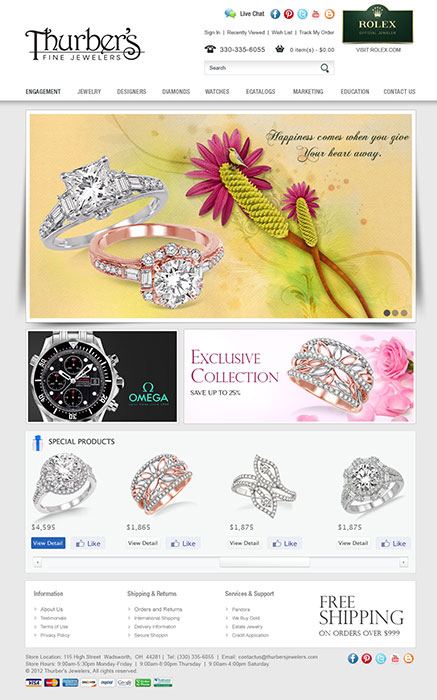 Live Chat
Thurber's
FINE JEWELERS
Sign In | Recently Viewed | Wish List | Track My Order
ROLEX
OFFICIAL JEWELER
330-335-6055
0 item(s) - $0.00
VISIT ROLEX.COM
Search
ENGAGEMENT JEWELRY DESIGNERS DIAMONDS WATCHES ECATALOGS MARKETING EDUCATION CONTACT US
Happiness comes when you give
Your heart away.
OMEGA
EXCLUSIVE
COLLECTION
SAVE UP TO 25%
SPECIAL PRODUCTS
$4,595 $1,865 $1,875 $1,875
View Detail Like View Detail Like View Detail Like View Detail Like
Information Shipping & Returns Services & Support
About Us Orders and Returns Pandora
Testimonials International Shipping We Buy Gold
Terms of Use Delivery Information Estate Jewelry
Privacy Policy Secure Shoppin Credit Application
FREE
SHIPPING
ON ORDERS OVER $999
Store Location: 115 High Street Wadsworth, OH 44281 | Tel: (330) 335-6055 | Email: contactus@thurbersjewelers.com
Store Hours: 9:00am-5:30pm Monday-Friday | 9:00am-8:00pm Thursday | 9:00am-4:00pm Saturday
© 2012 Thurber's Jewelers, All rights reserved.
VISA